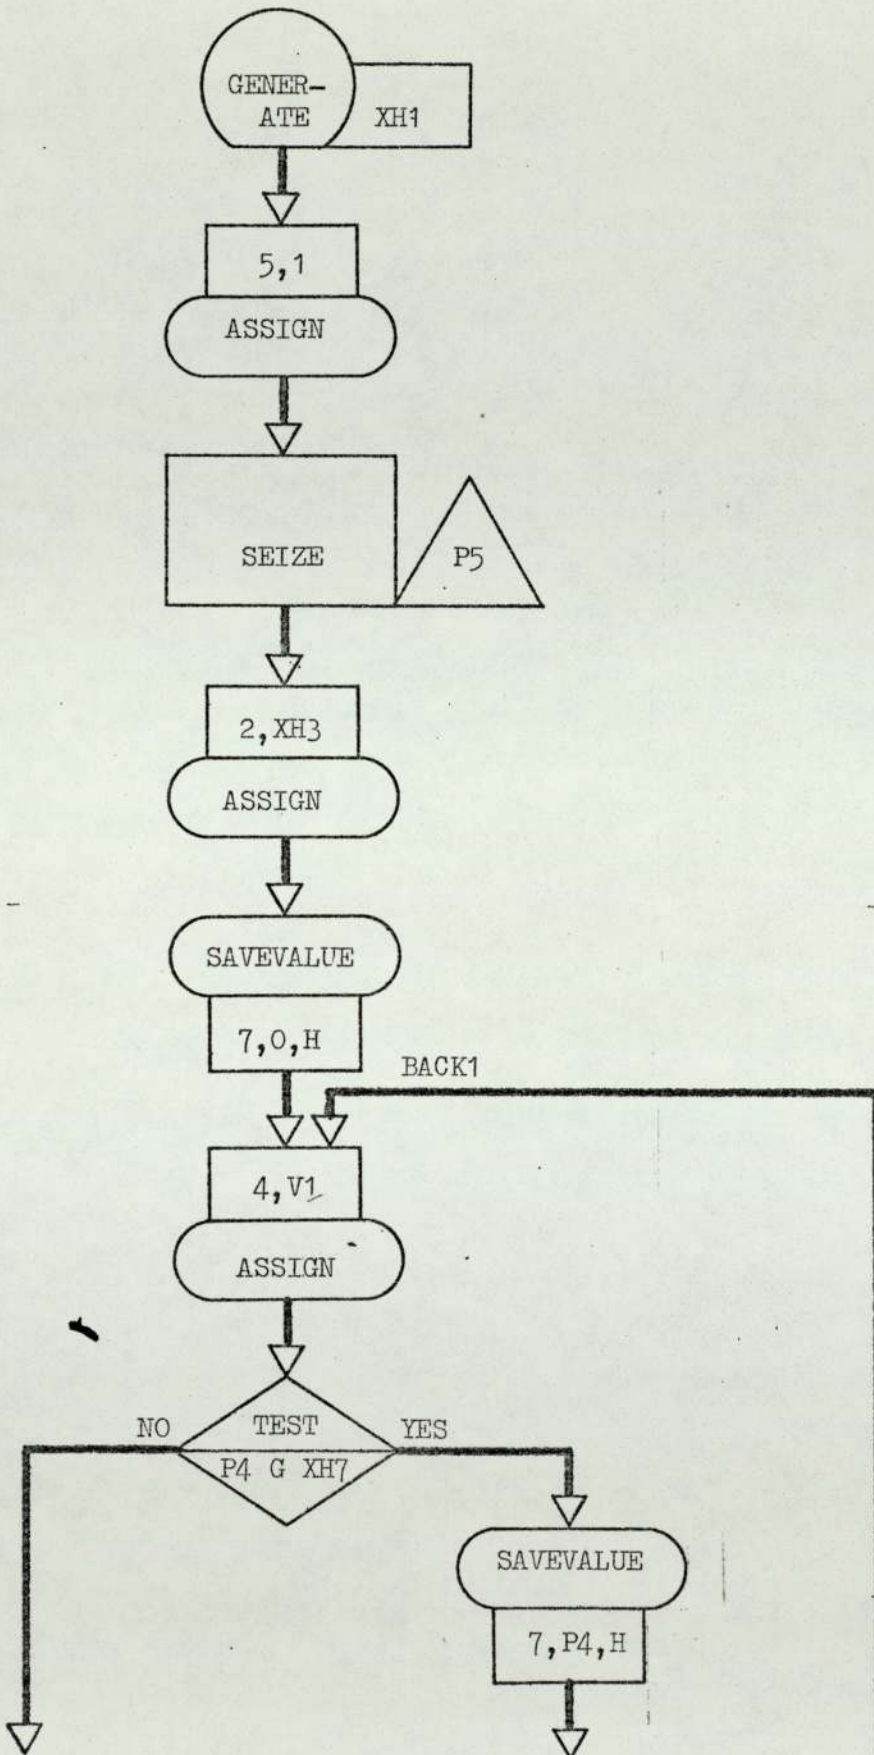 GENER-
ATE
XH1
5,1
ASSIGN
SEIZE
P5
2,XH3
ASSIGN
SAVEVALUE
7,0,H
BACK1
4,V1
ASSIGN
NO
TEST
YES
P4 G XH7
SAVEVALUE
7,P4,H